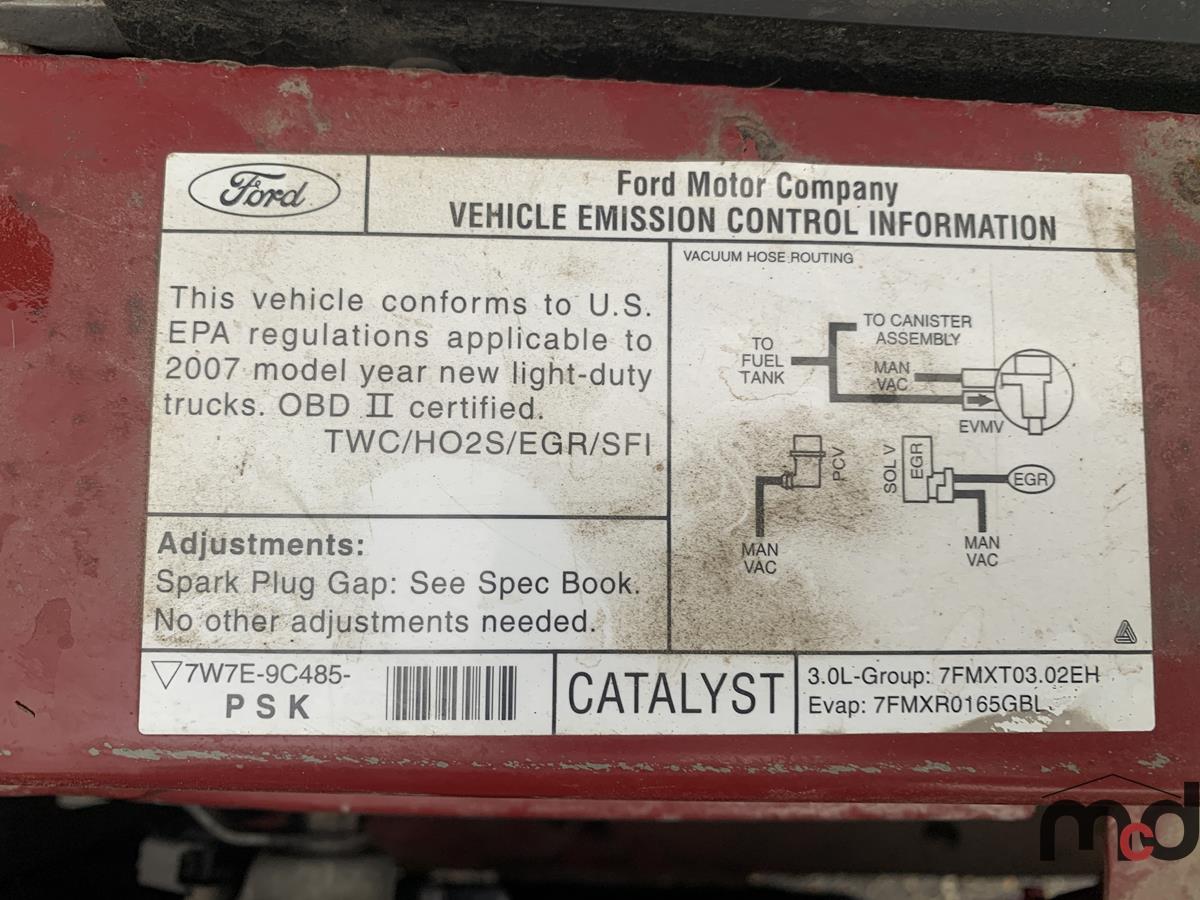 Ford
Ford Motor Company
VEHICLE EMISSION CONTROL INFORMATION
This vehicle conforms to U.S.
EPA regulations applicable to
2007 model year new light-duty
trucks. OBD II certified.
TWC/HO2S/EGR/SFI
Adjustments:
Spark Plug Gap: See Spec Book.
No other adjustments needed.
VACUUM HOSE ROUTING
TO CANISTER
ASSEMBLY
TO
FUEL
TANK
MAN
VAC
EVMV
PCV
MAN
VAC
SOL V
EGR
EGR
MAN
VAC
7W7E-9C485-
P S K
CATALYST
3.0L-Group: 7FMXT03.02EH
Evap: 7FMXR0165GBL
mcd